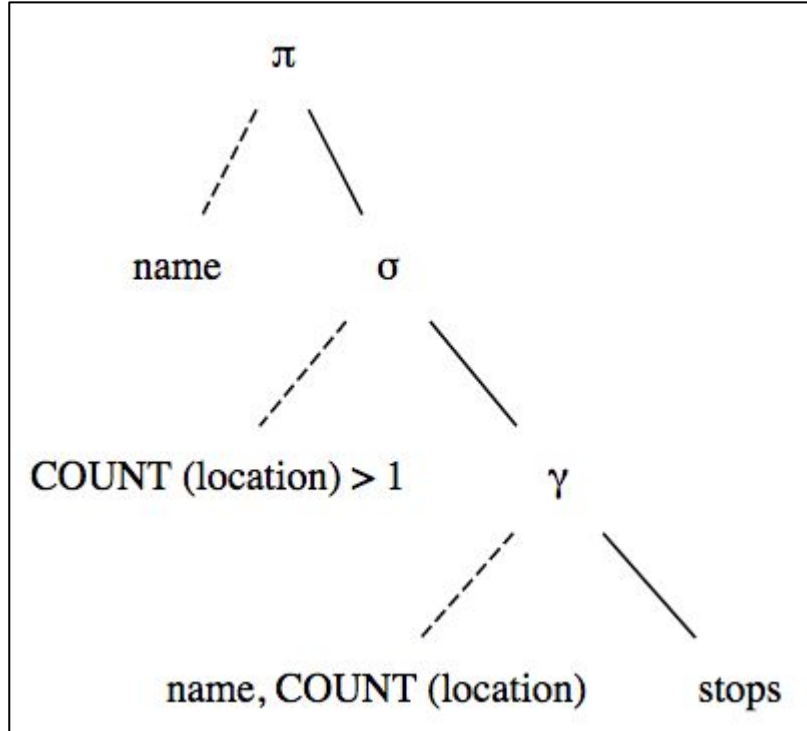 π
name σ
COUNT (location) > 1 γ
name, COUNT (location) stops